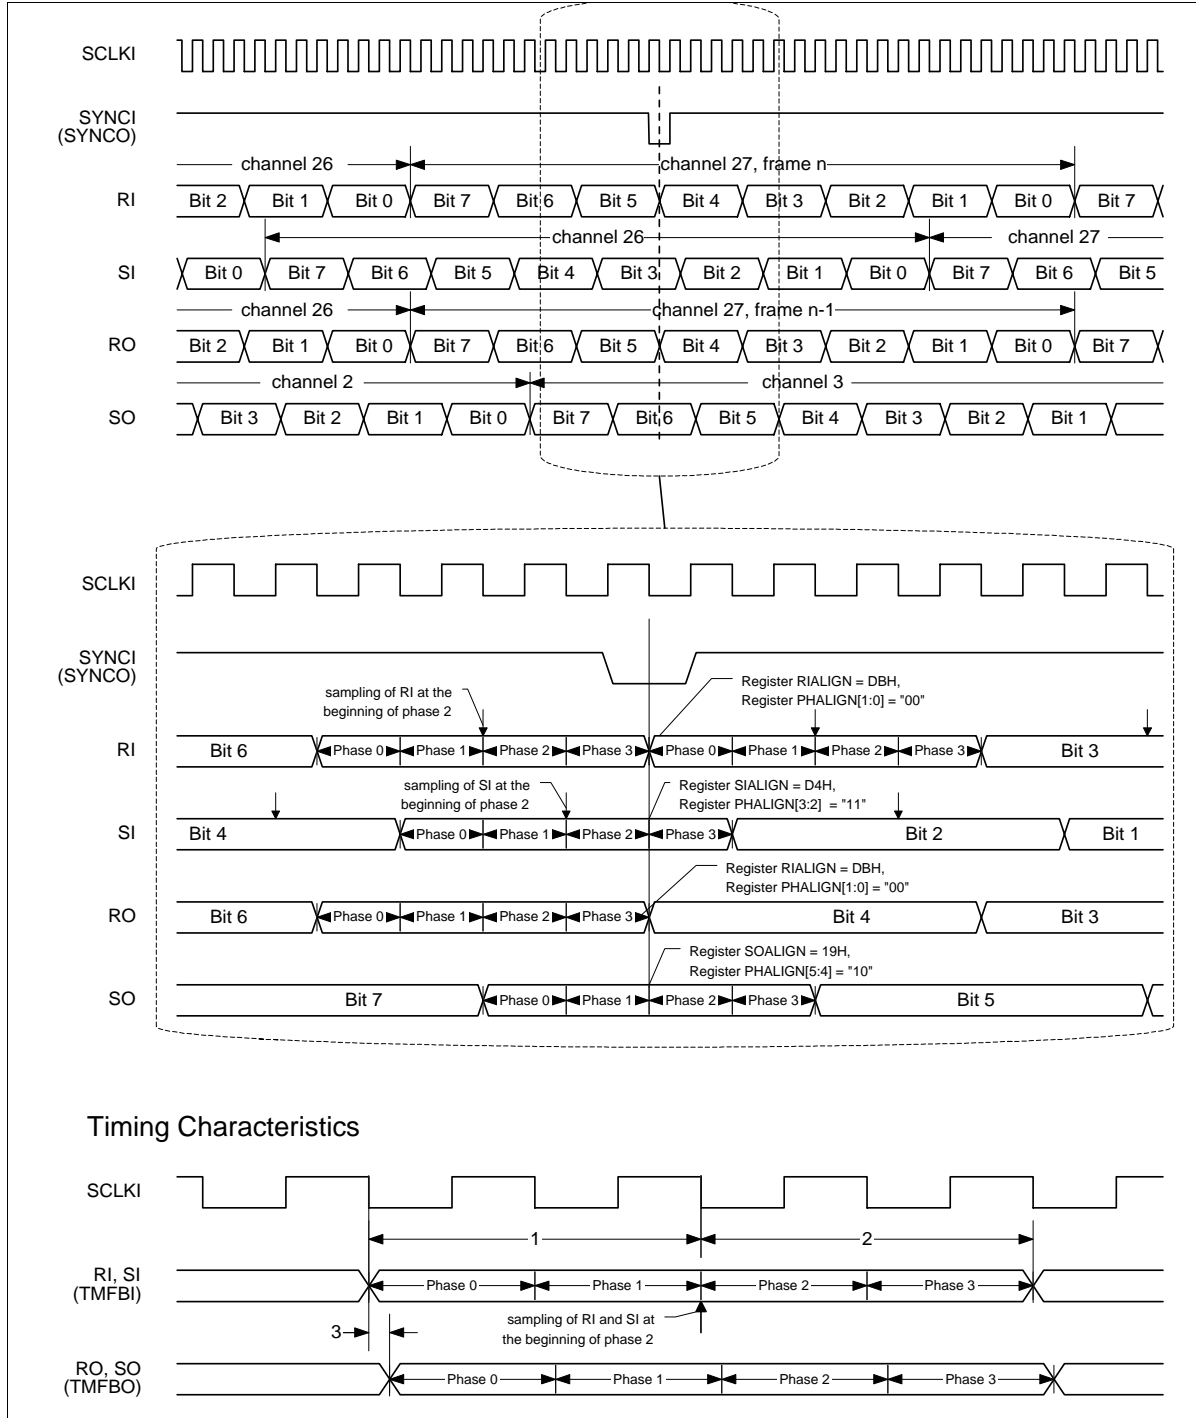 SCLKI
SYNCI
(SYNCO)
channel 26 channel 27, frame n
RI Bit 2 Bit 1 Bit 0 Bit 7 Bit 6 Bit 5 Bit 4 Bit 3 Bit 2 Bit 1 Bit 0 Bit 7
channel 26 channel 27
SI Bit 0 Bit 7 Bit 6 Bit 5 Bit 4 Bit 3 Bit 2 Bit 1 Bit 0 Bit 7 Bit 6 Bit 5
channel 26 channel 27, frame n-1
RO Bit 2 Bit 1 Bit 0 Bit 7 Bit 6 Bit 5 Bit 4 Bit 3 Bit 2 Bit 1 Bit 0 Bit 7
channel 2 channel 3
SO Bit 3 Bit 2 Bit 1 Bit 0 Bit 7 Bit 6 Bit 5 Bit 4 Bit 3 Bit 2 Bit 1
SCLKI
SYNCI
(SYNCO)
sampling of RI at the
beginning of phase 2
Register RIALIGN = DBH,
Register PHALIGN[1:0] = "00"
RI Bit 6 Phase 0 Phase 1 Phase 2 Phase 3 Phase 0 Phase 1 Phase 2 Phase 3 Bit 3
sampling of SI at the
beginning of phase 2
Register SIALIGN = D4H,
Register PHALIGN[3:2] = "11"
SI Bit 4 Phase 0 Phase 1 Phase 2 Phase 3 Bit 2 Bit 1
Register RIALIGN = DBH,
Register PHALIGN[1:0] = "00"
RO Bit 6 Phase 0 Phase 1 Phase 2 Phase 3 Bit 4 Bit 3
Register SOALIGN = 19H,
Register PHALIGN[5:4] = "10"
SO Bit 7 Phase 0 Phase 1 Phase 2 Phase 3 Bit 5
Timing Characteristics
SCLKI
1 2
RI, SI
(TMFBI)
Phase 0 Phase 1 Phase 2 Phase 3
sampling of RI and SI at
the beginning of phase 2
3
RO, SO
(TMFBO)
Phase 0 Phase 1 Phase 2 Phase 3